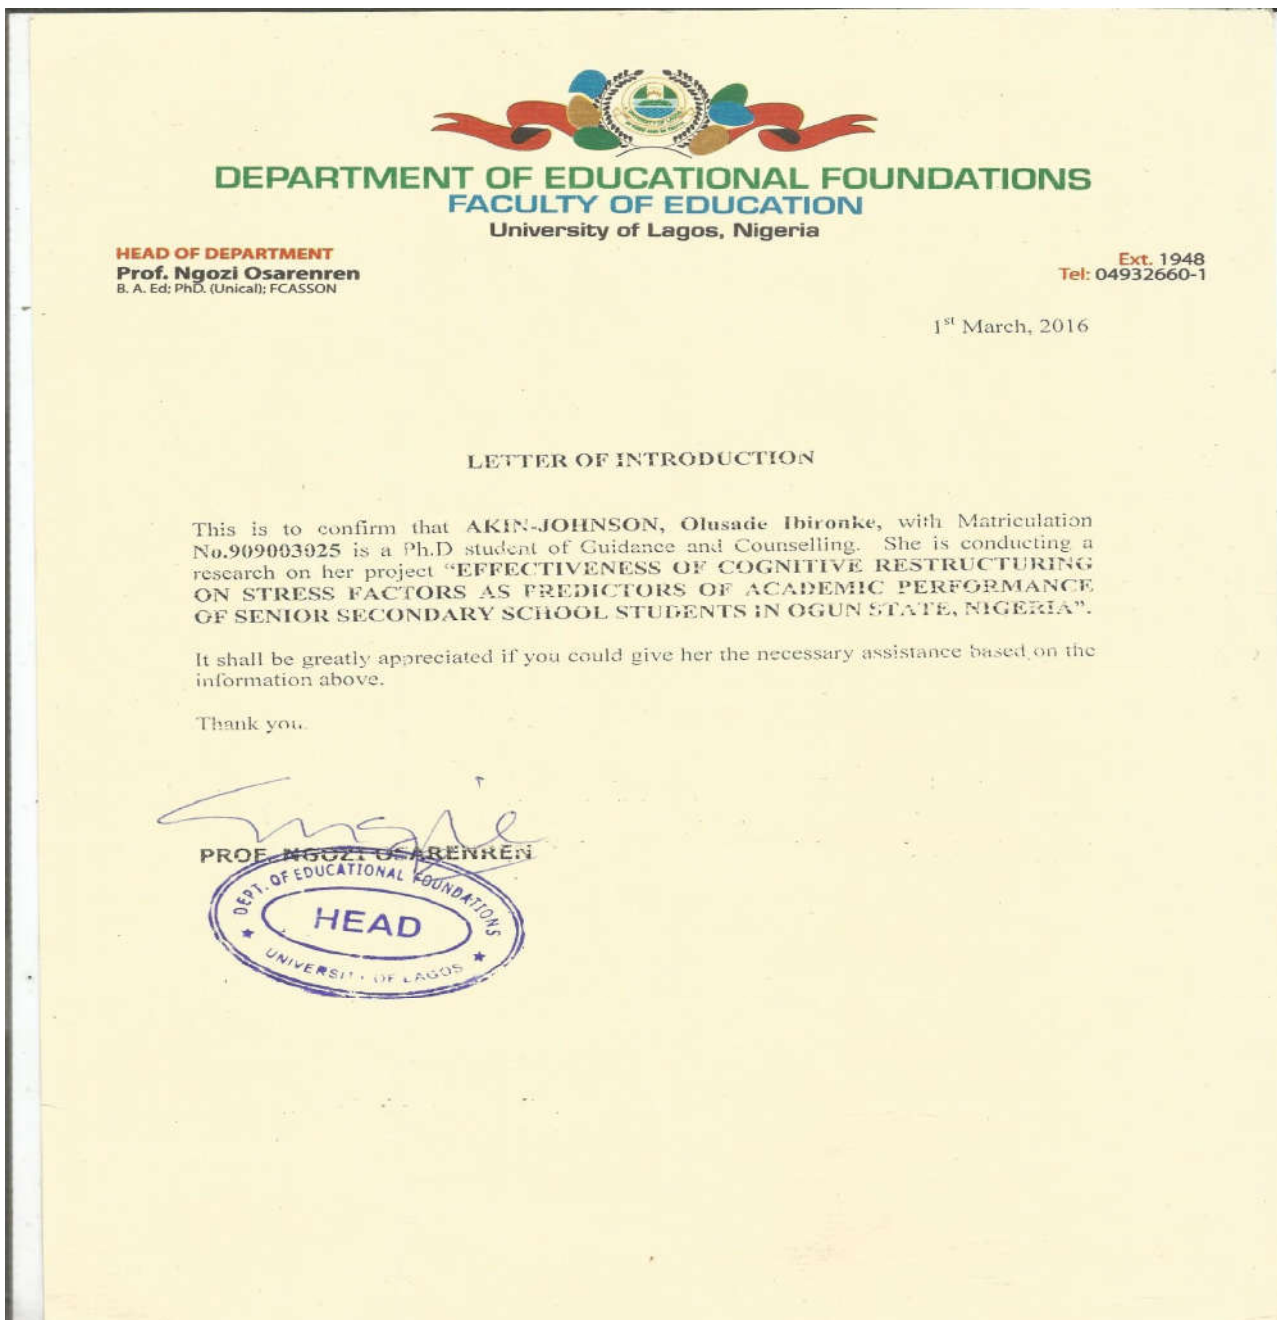 DEPARTMENT OF EDUCATIONAL FOUNDATIONS
FACULTY OF EDUCATION
University of Lagos, Nigeria
HEAD OF DEPARTMENT
Prof. Ngozi Osarenren
B. A. Ed; PhD. (Unical); FCASSON
Ext. 1948
Tel: 04932660-1
1st March, 2016
LETTER OF INTRODUCTION
This is to confirm that AKIN-JOHNSON, Olusade Ibironke, with Matriculation
No.909003025 is a Ph.D student of Guidance and Counselling. She is conducting a
research on her project “EFFECTIVENESS OF COGNITIVE RESTRUCTURING
ON STRESS FACTORS AS PREDICTORS OF ACADEMIC PERFORMANCE
OF SENIOR SECONDARY SCHOOL STUDENTS IN OGUN STATE, NIGERIA”.
It shall be greatly appreciated if you could give her the necessary assistance based on the
information above.
Thank you.
PROF. NGOZI OSARENREN
DEPT. OF EDUCATIONAL FOUNDATIONS
HEAD
UNIVERSITY OF LAGOS